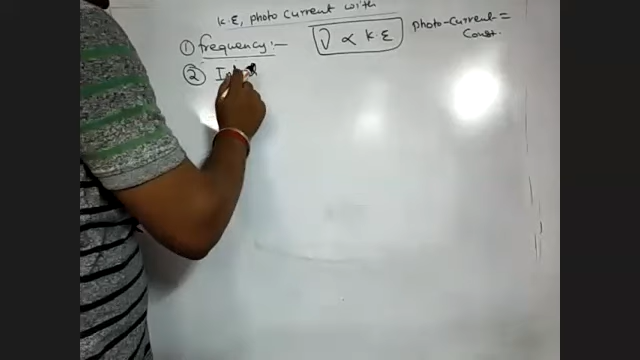 K.E, photo current with
① frequency :— ν ∝ K.E photo-current = Const.
② I